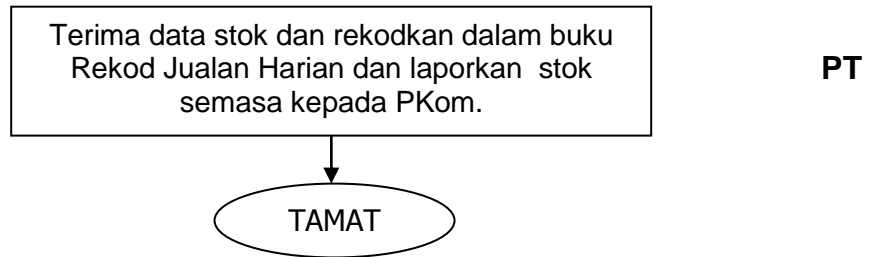 Terima data stok dan rekodkan dalam buku
Rekod Jualan Harian dan laporkan stok
semasa kepada PKom.
PT
TAMAT